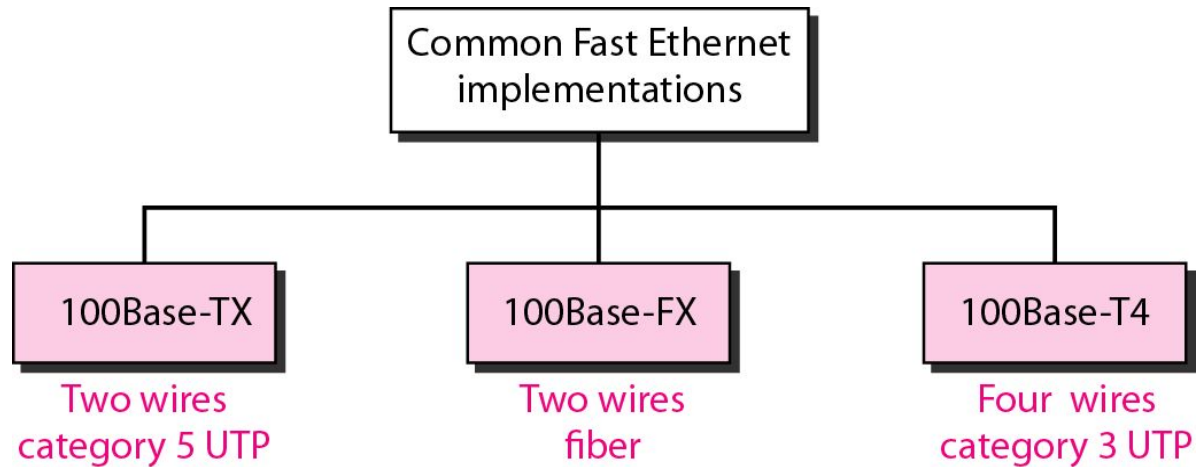 Common Fast Ethernet
implementations
100Base-TX
100Base-FX
100Base-T4
Two wires
category 5 UTP
Two wires
fiber
Four wires
category 3 UTP